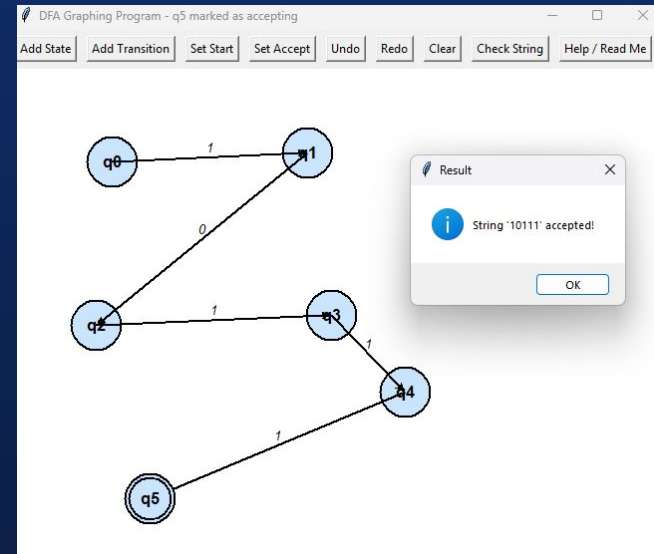 DFA Graphing Program - q5 marked as accepting
Add State Add Transition Set Start Set Accept Undo Redo Clear Check String Help / Read Me
q0 1 q1
Result
String '10111' accepted!
OK
0
q2 1 q3
1
q4
1
q5